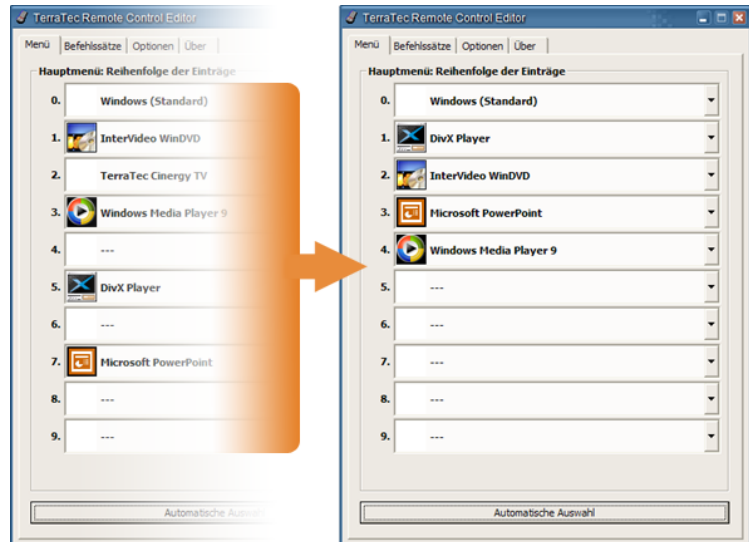 TerraTec Remote Control Editor
Menü Befehlssätze Optionen Über
Hauptmenü: Reihenfolge der Einträge
0. Windows (Standard)
1. InterVideo WinDVD
2. TerraTec Cinergy TV
3. Windows Media Player 9
4. ---
5. DivX Player
6. ---
7. Microsoft PowerPoint
8. ---
9. ---
Automatische
TerraTec Remote Control Editor
Menü Befehlssätze Optionen Über
Hauptmenü: Reihenfolge der Einträge
0. Windows (Standard)
1. DivX Player
2. InterVideo WinDVD
3. Microsoft PowerPoint
4. Windows Media Player 9
5. ---
6. ---
7. ---
8. ---
9. ---
Automatische Auswahl